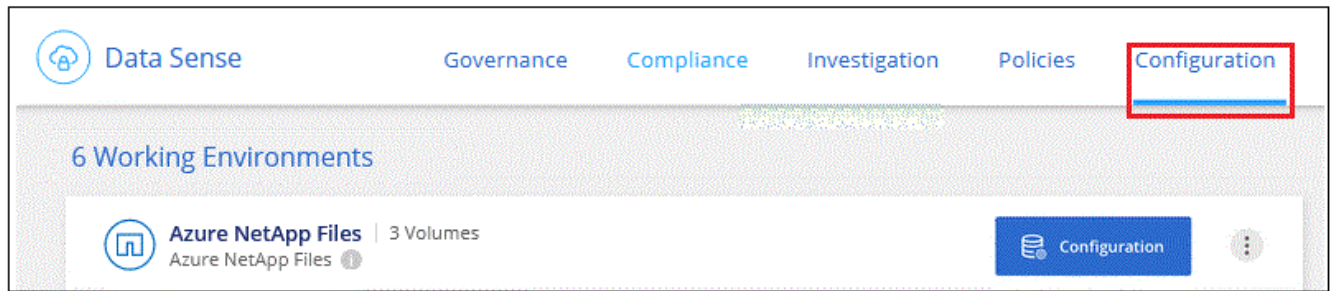 Data Sense Governance Compliance Investigation Policies Configuration
6 Working Environments
Azure NetApp Files | 3 Volumes
Azure NetApp Files
Configuration